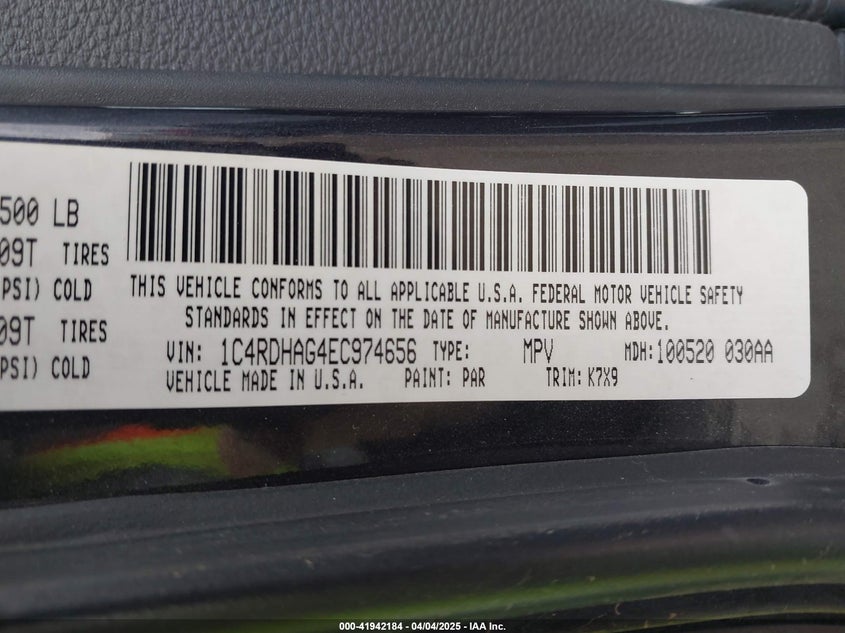 500 LB
09T TIRES
PSI) COLD
09T TIRES
PSI) COLD
THIS VEHICLE CONFORMS TO ALL APPLICABLE U.S.A. FEDERAL MOTOR VEHICLE SAFETY
STANDARDS IN EFFECT ON THE DATE OF MANUFACTURE SHOWN ABOVE.
VIN: 1C4RDHAG4EC974656 TYPE: MPV MDH: 100520 030AA
VEHICLE MADE IN U.S.A. PAINT: PAR TRIM: K7X9
000-41942184 - 04/04/2025 - IAA Inc.